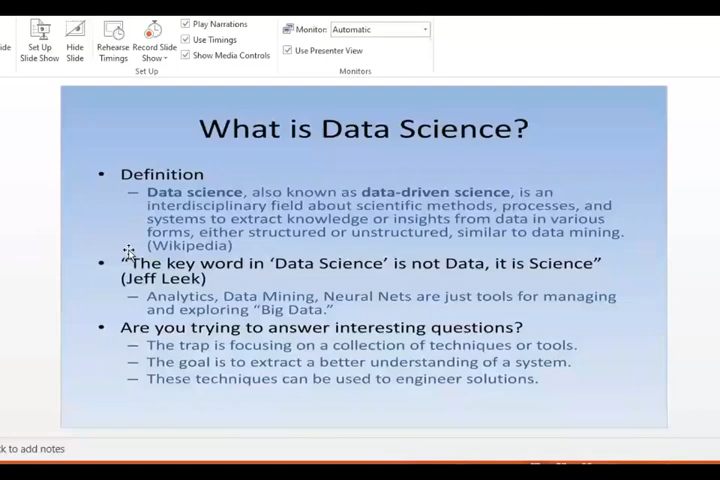 Play Narrations
Monitor: Automatic
Set Up Slide Show
Hide Slide
Rehearse Timings
Record Slide Show
Use Timings
Use Presenter View
Show Media Controls
Set Up
Monitors
What is Data Science?
• Definition
– Data science, also known as data-driven science, is an
interdisciplinary field about scientific methods, processes, and
systems to extract knowledge or insights from data in various
forms, either structured or unstructured, similar to data mining.
(Wikipedia)
• “The key word in ‘Data Science’ is not Data, it is Science”
(Jeff Leek)
– Analytics, Data Mining, Neural Nets are just tools for managing
and exploring “Big Data.”
• Are you trying to answer interesting questions?
– The trap is focusing on a collection of techniques or tools.
– The goal is to extract a better understanding of a system.
– These techniques can be used to engineer solutions.
to add notes